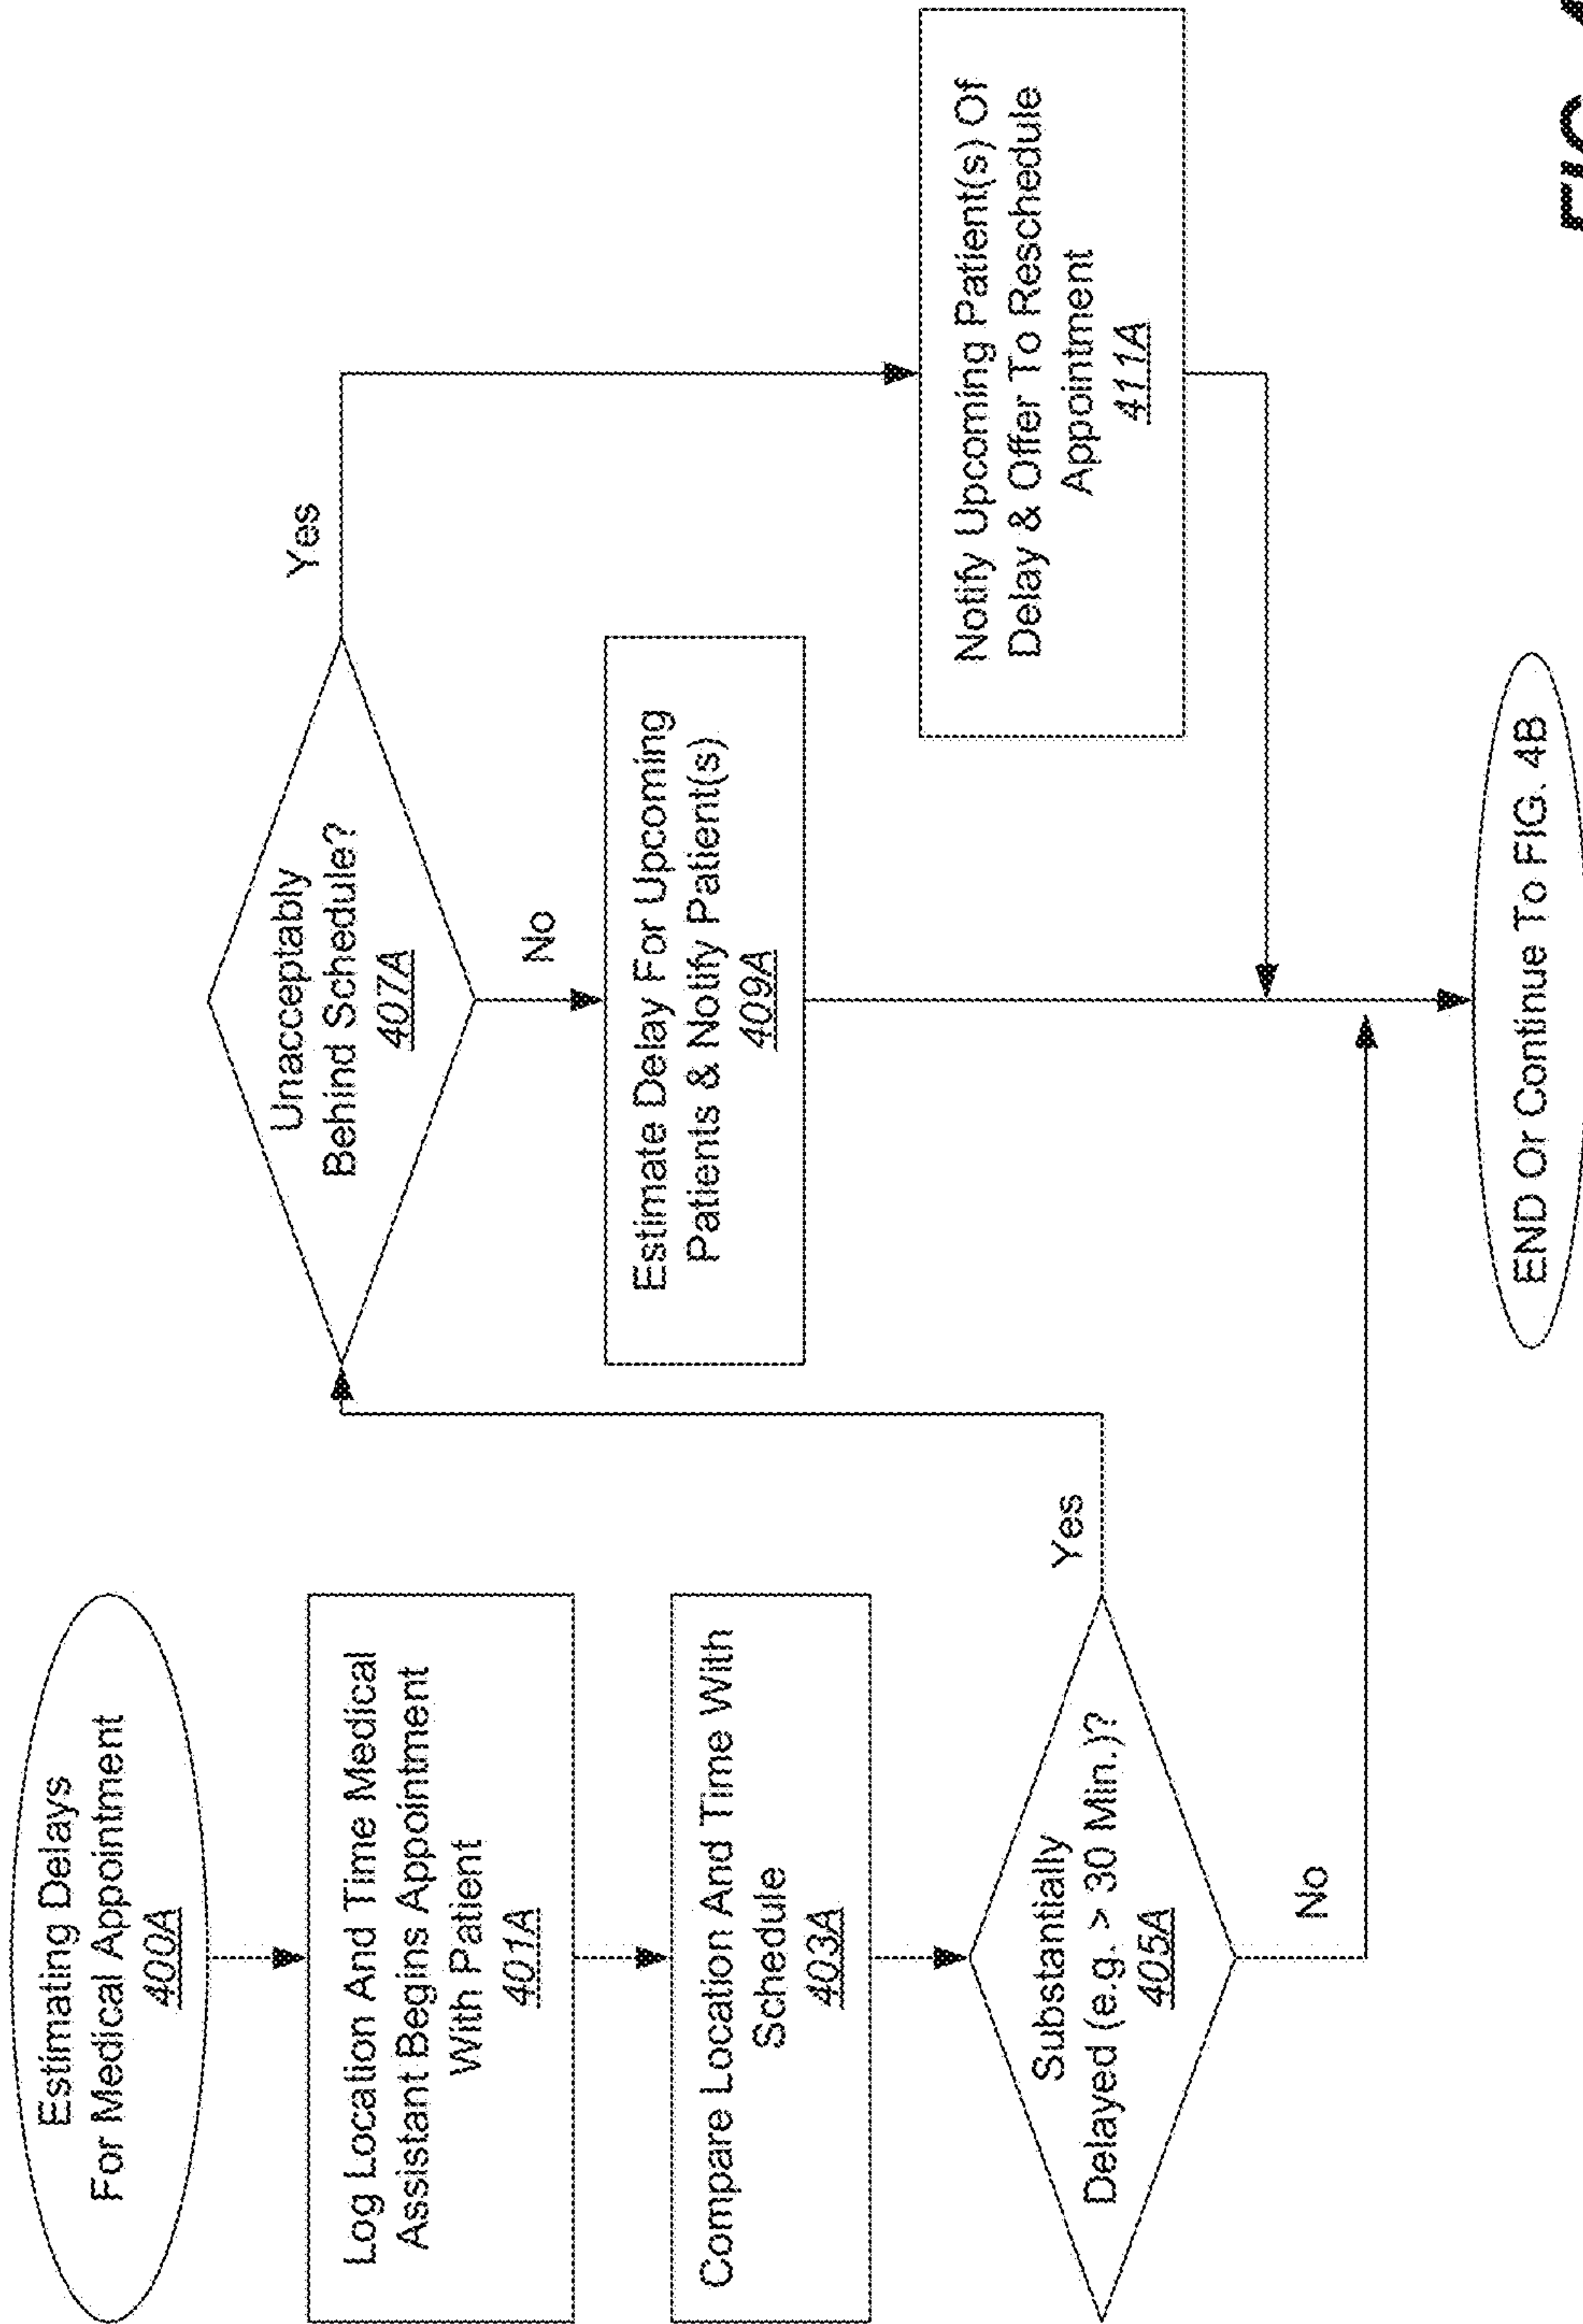 Estimating Delays
For Medical Appointment
400A
Log Location And Time Medical
Assistant Begins Appointment
With Patient
401A
Compare Location And Time With
Schedule
403A
Substantially
Delayed (e.g. > 30 Min.)?
405A
Yes
No
Unacceptably
Behind Schedule?
407A
Yes
No
Estimate Delay For Upcoming
Patients & Notify Patient(s)
409A
Notify Upcoming Patient(s) Of
Delay & Offer To Reschedule
Appointment
411A
END Or Continue To FIG. 4B